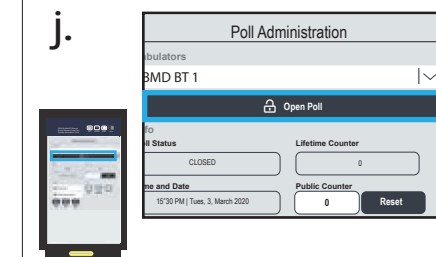 j.
Poll Administration
bulators
BMD BT 1
Open Poll
fo
ll Status
Lifetime Counter
CLOSED
0
me and Date
Public Counter
15"30 PM | Tues, 3, March 2020
0
Reset